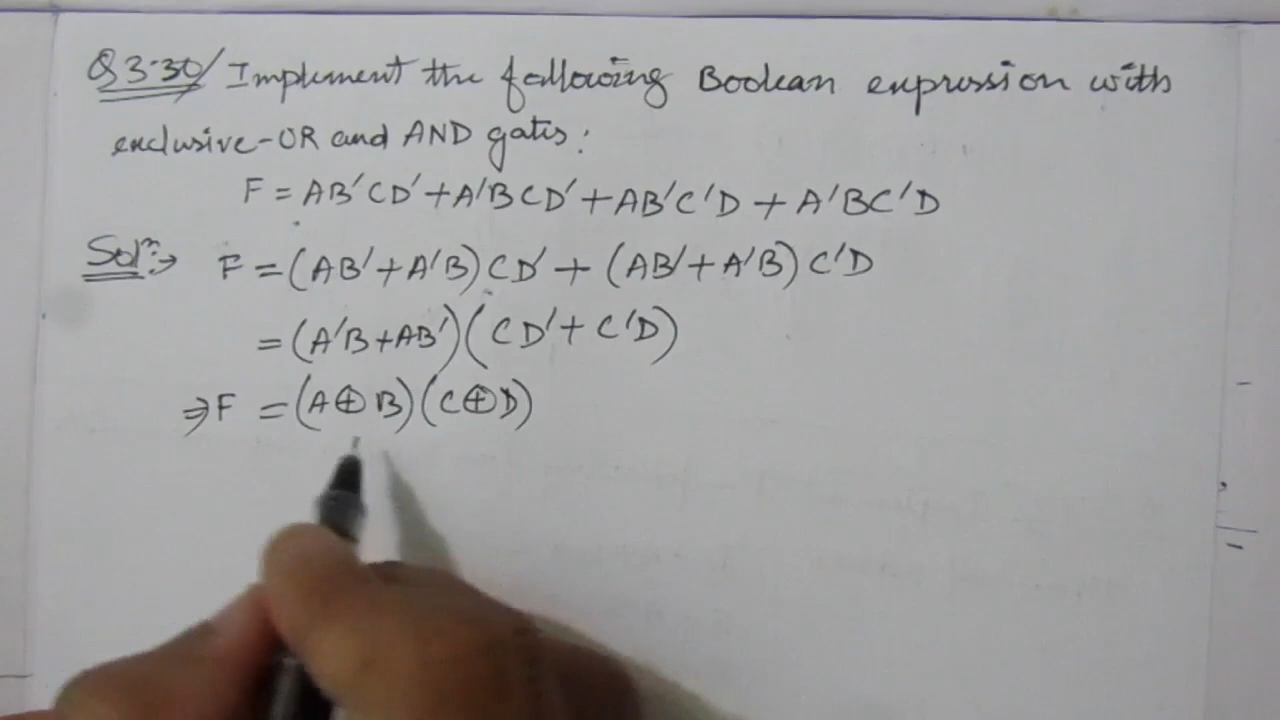 Q3.30/ Implement the following Boolean expression with
exclusive-OR and AND gates:
F = AB'CD' + A'BCD' + AB'C'D + A'BC'D
Solⁿ:→ F = (AB' + A'B) CD' + (AB' + A'B) C'D
= (A'B + AB') (CD' + C'D)
⇒ F = (A⊕B) (C⊕D)